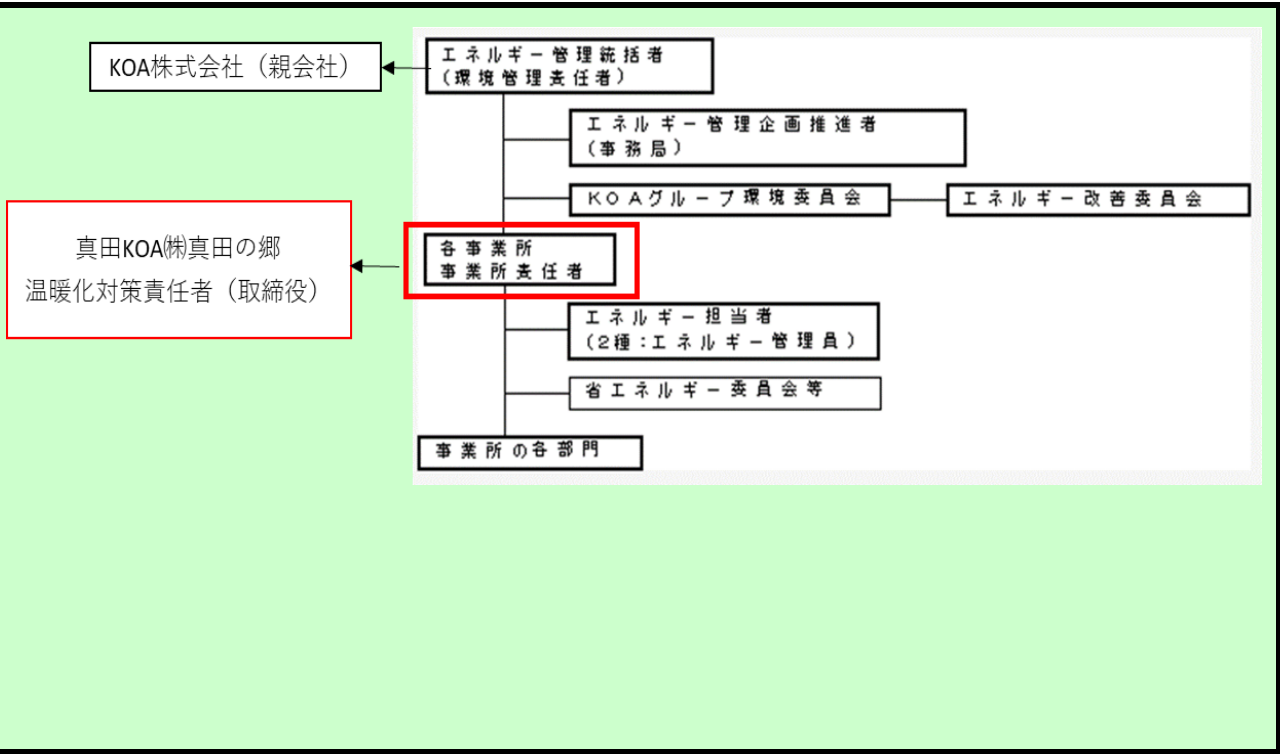 KOA株式会社（親会社）
エネルギー管理統括者
（環境管理責任者）
エネルギー管理企画推進者
（事務局）
KOAグループ環境委員会
エネルギー改善委員会
各事業所
事業所責任者
真田KOA㈱真田の郷
温暖化対策責任者（取締役）
エネルギー担当者
（2種：エネルギー管理員）
省エネルギー委員会等
事業所の各部門